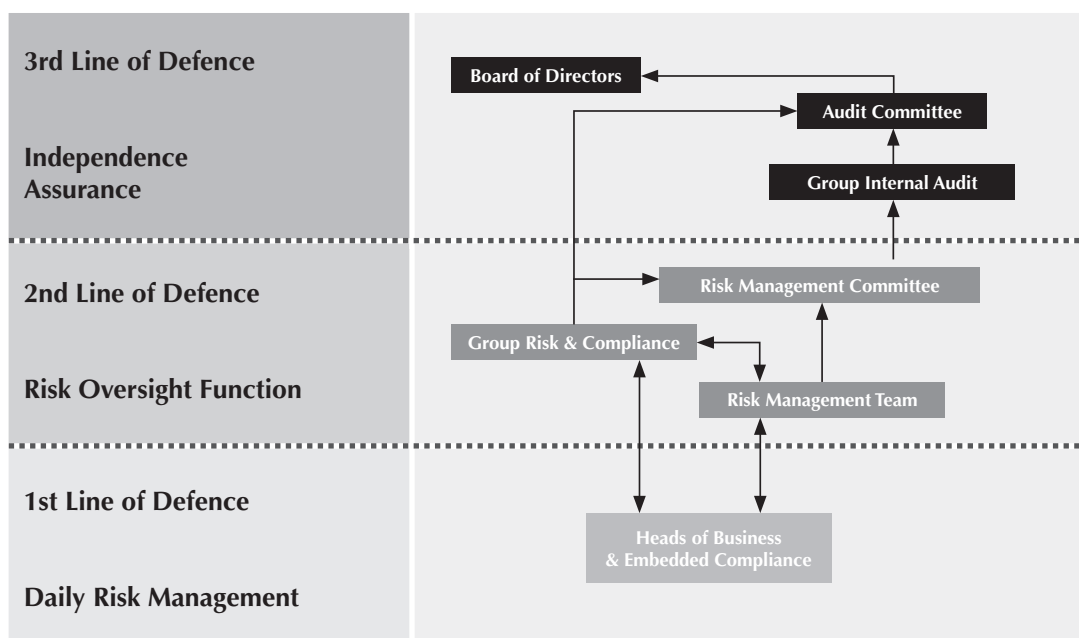 3rd Line of Defence
Independence
Assurance
Board of Directors
Audit Committee
Group Internal Audit
2nd Line of Defence
Risk Oversight Function
Risk Management Committee
Group Risk & Compliance
Risk Management Team
1st Line of Defence
Daily Risk Management
Heads of Business
& Embedded Compliance